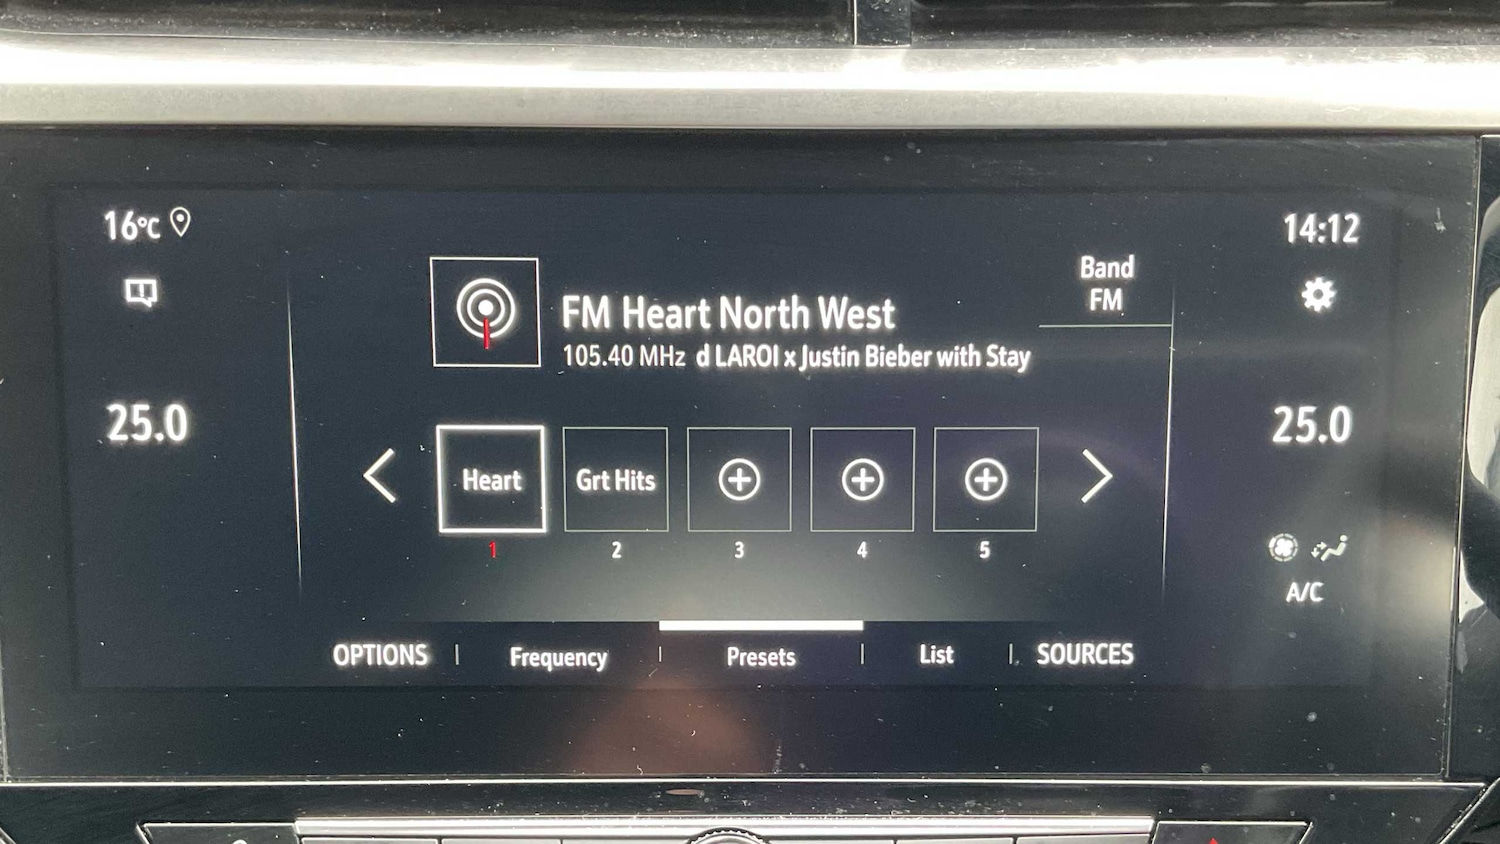 16°C
14:12
Band
FM
FM Heart North West
105.40 MHz d LAROI x Justin Bieber with Stay
25.0
25.0
Heart
Grt Hits
1
2
3
4
5
A/C
OPTIONS
Frequency
Presets
List
SOURCES